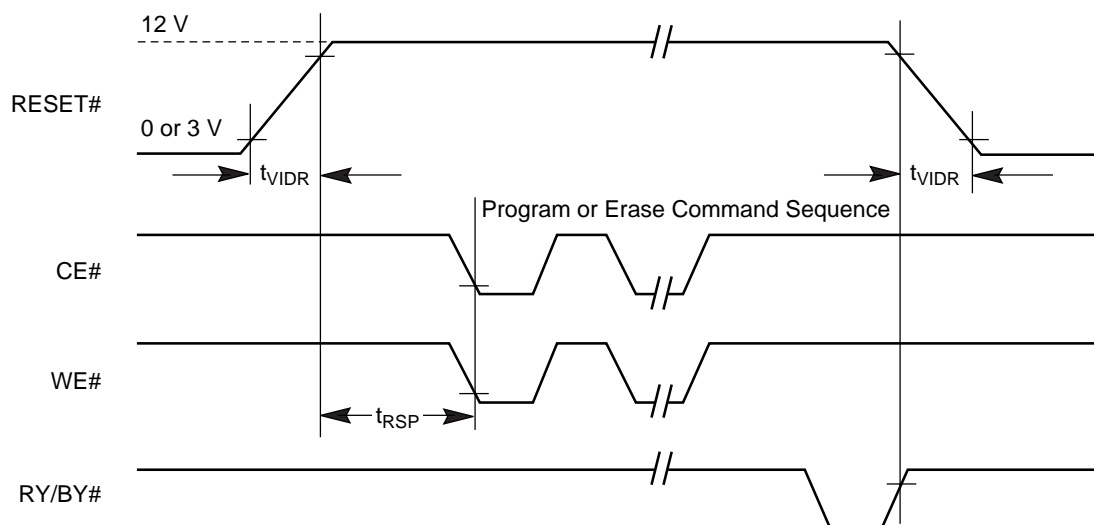 12 V
RESET#
0 or 3 V
tVIDR
tVIDR
Program or Erase Command Sequence
CE#
WE#
tRSP
RY/BY#